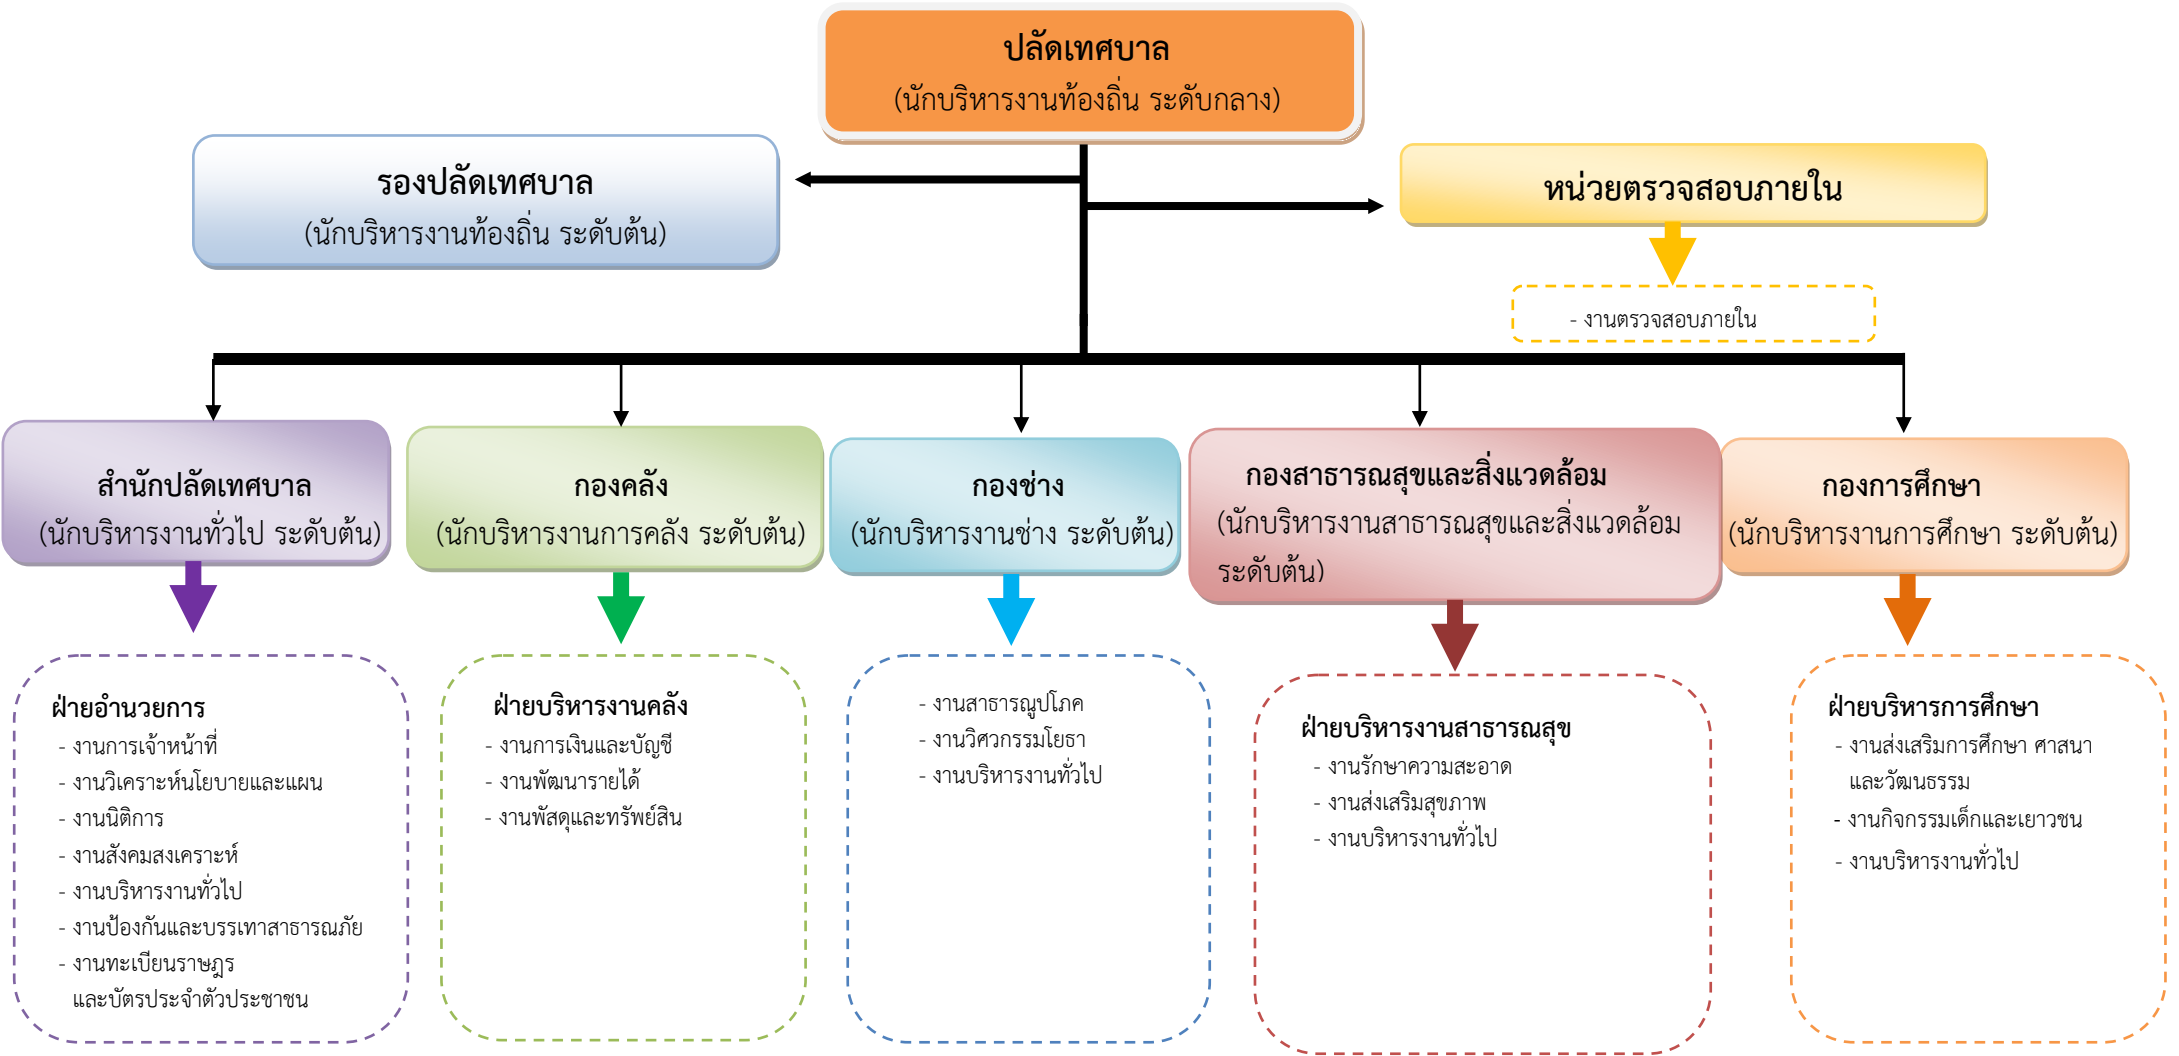 ปลัดเทศบาล
(นักบริหารงานท้องถิ่น ระดับกลาง)
รองปลัดเทศบาล
(นักบริหารงานท้องถิ่น ระดับต้น)
หน่วยตรวจสอบภายใน
- งานตรวจสอบภายใน
สำนักปลัดเทศบาล
(นักบริหารงานทั่วไป ระดับต้น)
กองคลัง
(นักบริหารงานการคลัง ระดับต้น)
กองช่าง
(นักบริหารงานช่าง ระดับต้น)
กองสาธารณสุขและสิ่งแวดล้อม
(นักบริหารงานสาธารณสุขและสิ่งแวดล้อม
ระดับต้น)
กองการศึกษา
(นักบริหารงานการศึกษา ระดับต้น)
ฝ่ายอำนวยการ
- งานการเจ้าหน้าที่
- งานวิเคราะห์นโยบายและแผน
- งานนิติการ
- งานสังคมสงเคราะห์
- งานบริหารงานทั่วไป
- งานป้องกันและบรรเทาสาธารณภัย
- งานทะเบียนราษฎร
และบัตรประจำตัวประชาชน
ฝ่ายบริหารงานคลัง
- งานการเงินและบัญชี
- งานพัฒนารายได้
- งานพัสดุและทรัพย์สิน
- งานสาธารณูปโภค
- งานวิศวกรรมโยธา
- งานบริหารงานทั่วไป
ฝ่ายบริหารงานสาธารณสุข
- งานรักษาความสะอาด
- งานส่งเสริมสุขภาพ
- งานบริหารงานทั่วไป
ฝ่ายบริหารการศึกษา
- งานส่งเสริมการศึกษา ศาสนา
และวัฒนธรรม
- งานกิจกรรมเด็กและเยาวชน
- งานบริหารงานทั่วไป